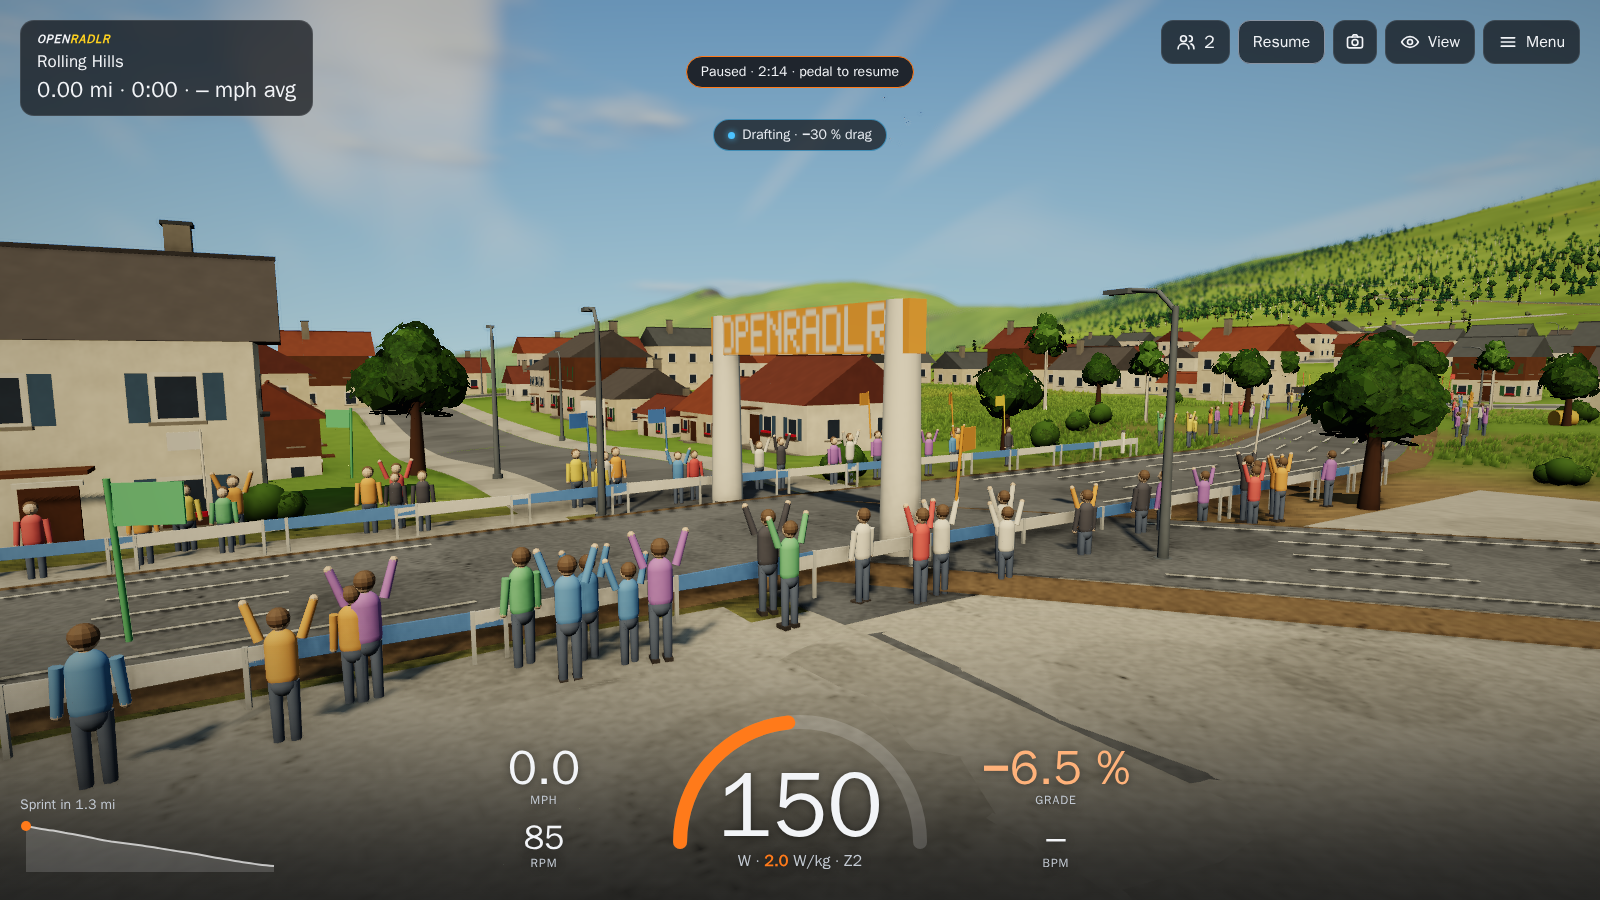 OPENRADLR
Rolling Hills
0.00 mi · 0:00 · – mph avg
Paused · 2:14 · pedal to resume
Drafting · −30 % drag
2
Resume
View
Menu
OPENRADLR
Sprint in 1.3 mi
0.0
MPH
85
RPM
150
W · 2.0 W/kg · Z2
−6.5 %
GRADE
–
BPM